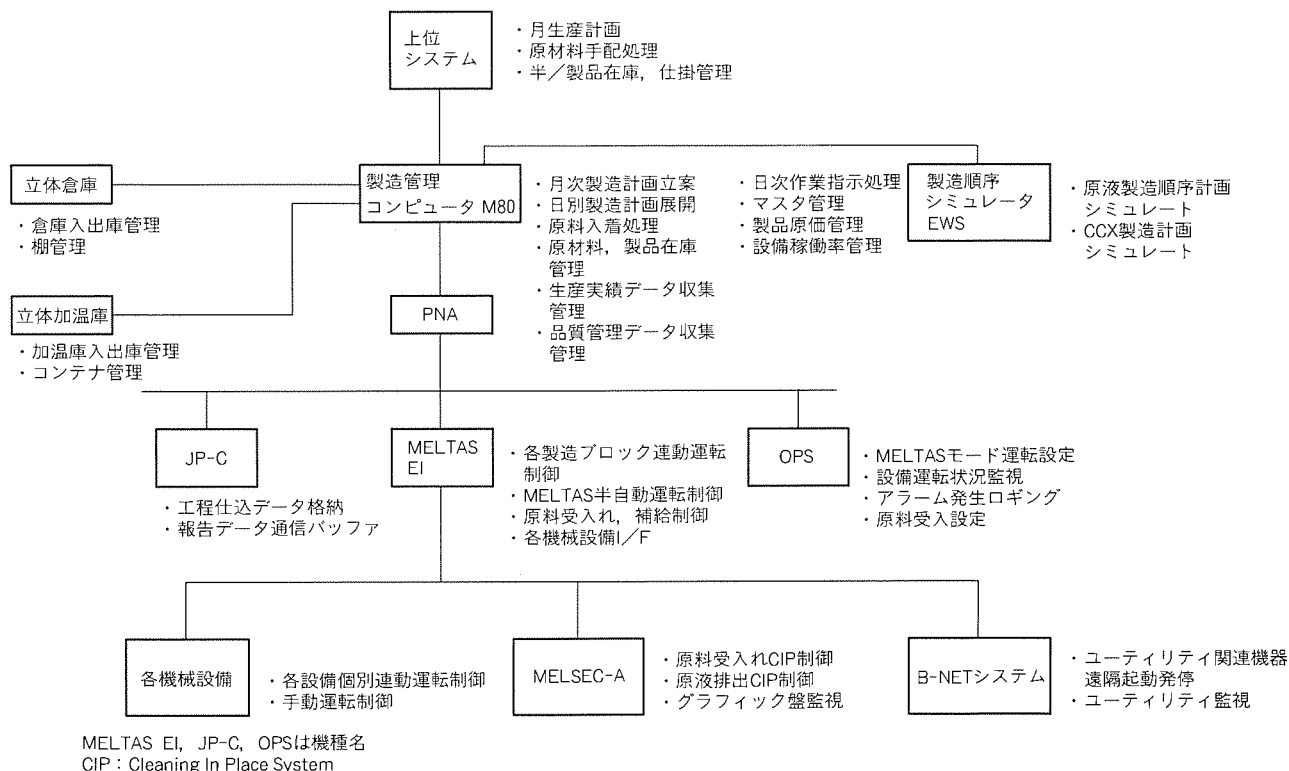 上位
システム
・月生産計画
・原材料手配処理
・半／製品在庫，仕掛管理
立体倉庫
・倉庫入出庫管理
・棚管理
製造管理
コンピュータ M80
・月次製造計画立案
・日別製造計画展開
・原料入着処理
・原材料，製品在庫
管理
・生産実績データ収集
管理
・品質管理データ収集
管理
・日次作業指示処理
・マスタ管理
・製品原価管理
・設備稼働率管理
製造順序
シミュレータ
EWS
・原液製造順序計画
シミュレート
・CCX製造計画
シミュレート
立体加温庫
・加温庫入出庫管理
・コンテナ管理
PNA
JP-C
・工程仕込データ格納
・報告データ通信バッファ
MELTAS
EI
・各製造ブロック連動運転
制御
・MELTAS半自動運転制御
・原料受入れ，補給制御
・各機械設備I／F
OPS
・MELTASモード運転設定
・設備運転状況監視
・アラーム発生ロギング
・原料受入設定
各機械設備
・各設備個別連動運転制御
・手動運転制御
MELSEC-A
・原料受入れCIP制御
・原液排出CIP制御
・グラフィック盤監視
B-NETシステム
・ユーティリティ関連機器
遠隔起動発停
・ユーティリティ監視
MELTAS EI，JP-C，OPSは機種名
CIP：Cleaning In Place System